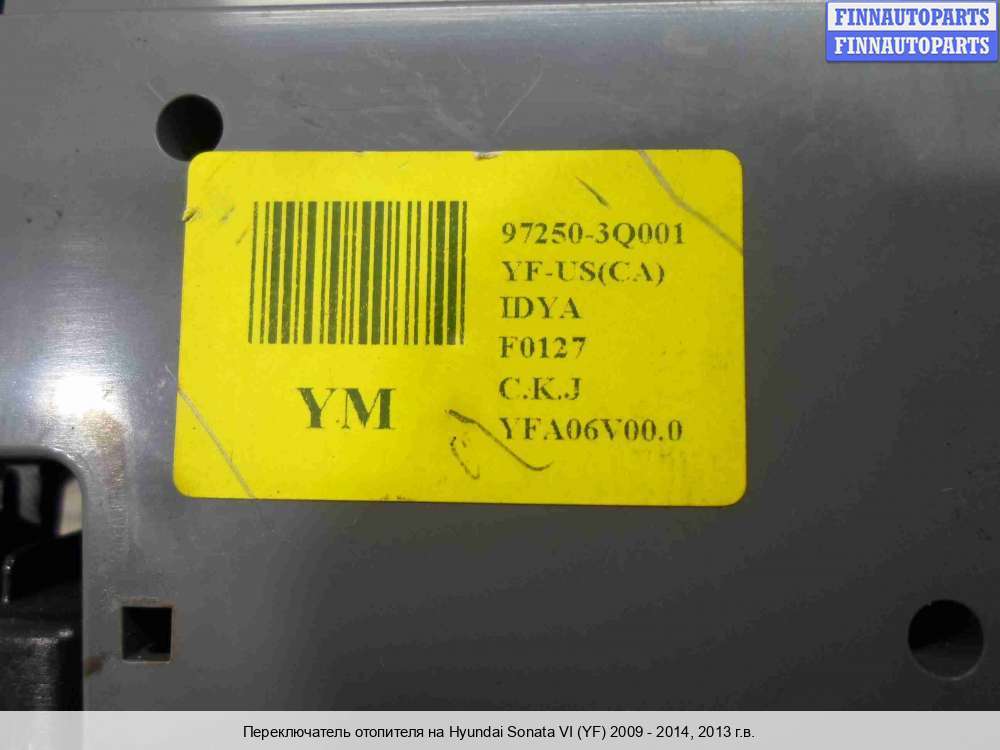 FINNAUTOPARTS
FINNAUTOPARTS
97250-3Q001
YF-US(CA)
IDYA
F0127
C.K.J
YFA06V00.0
YM
Переключатель отопителя на Hyundai Sonata VI (YF) 2009 - 2014, 2013 г.в.